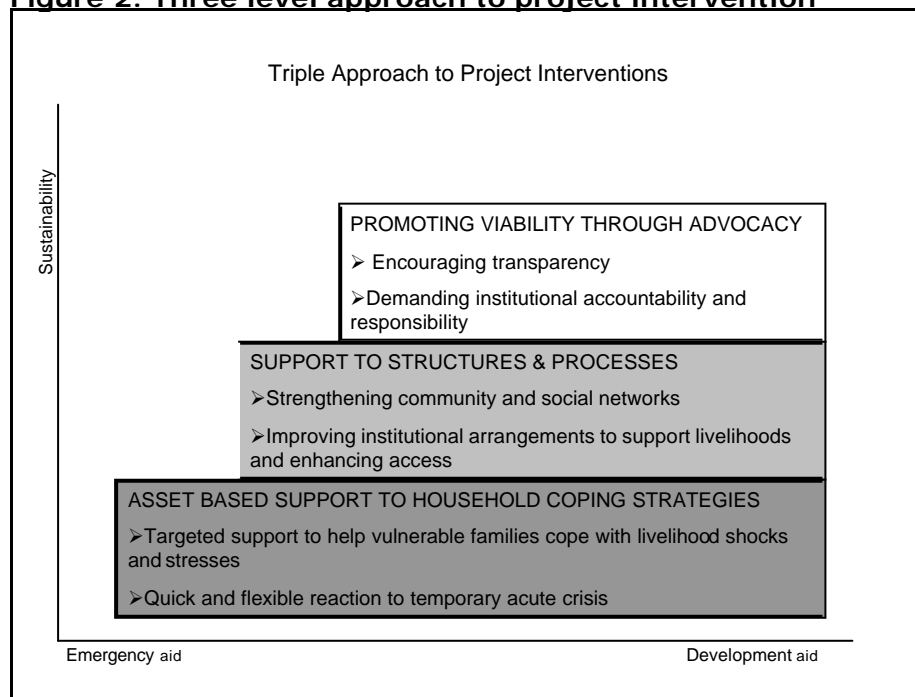 Figure 2: Three level approach to project intervention
Triple Approach to Project Interventions
Sustainability
PROMOTING VIABILITY THROUGH ADVOCACY
➢ Encouraging transparency
➢Demanding institutional accountability and
responsibility
SUPPORT TO STRUCTURES & PROCESSES
➢Strengthening community and social networks
➢Improving institutional arrangements to support livelihoods
and enhancing access
ASSET BASED SUPPORT TO HOUSEHOLD COPING STRATEGIES
➢Targeted support to help vulnerable families cope with livelihood shocks
and stresses
➢Quick and flexible reaction to temporary acute crisis
Emergency aid
Development aid